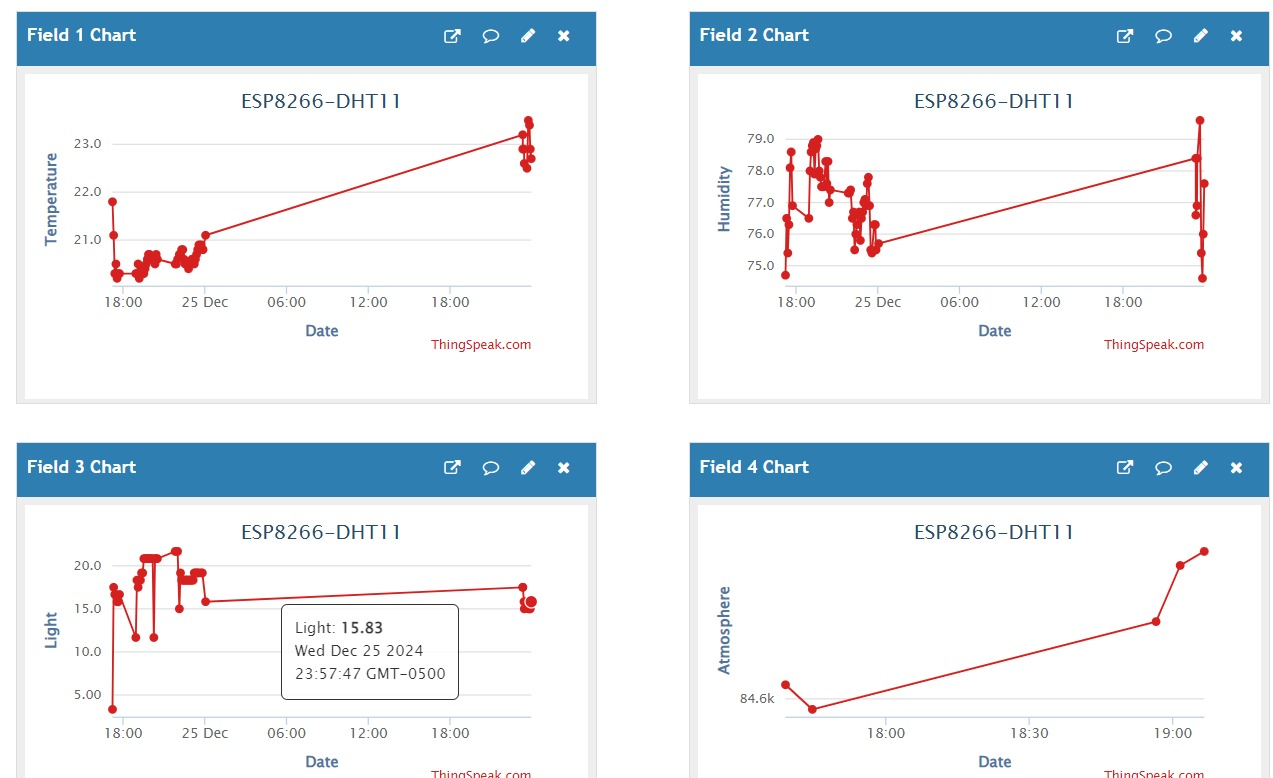 Field 1 Chart
ESP8266-DHT11
Temperature
23.0
22.0
21.0
18:00 25 Dec 06:00 12:00 18:00
Date
ThingSpeak.com
Field 2 Chart
ESP8266-DHT11
Humidity
79.0
78.0
77.0
76.0
75.0
18:00 25 Dec 06:00 12:00 18:00
Date
ThingSpeak.com
Field 3 Chart
ESP8266-DHT11
Light
20.0
15.0
10.0
5.00
Light: 15.83
Wed Dec 25 2024
23:57:47 GMT-0500
18:00 25 Dec 06:00 12:00 18:00
Date
ThingSpeak.com
Field 4 Chart
ESP8266-DHT11
Atmosphere
84.6k
18:00 18:30 19:00
Date
ThingSpeak.com